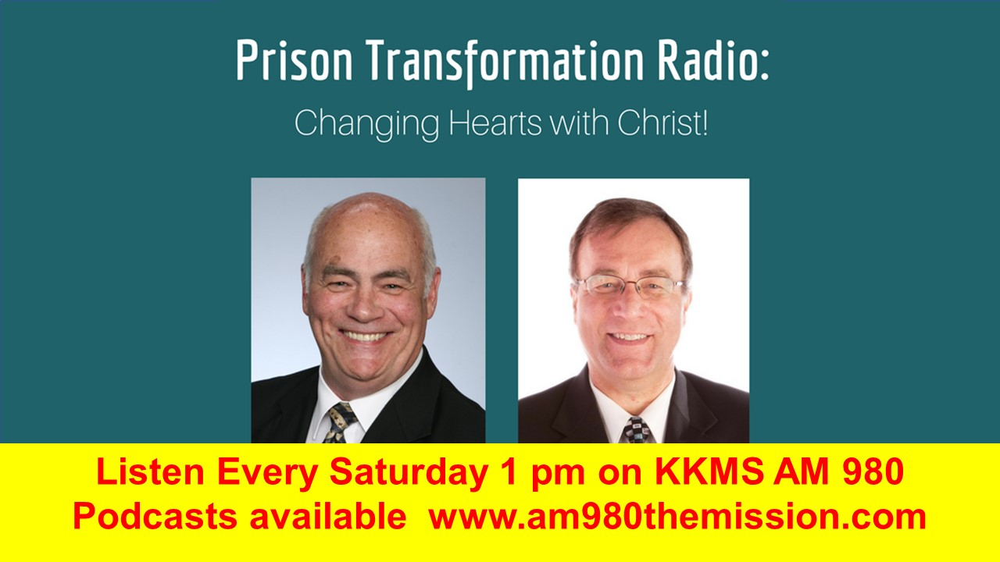 Prison Transformation Radio:
Changing Hearts with Christ!
Listen Every Saturday 1 pm on KKMS AM 980
Podcasts available  www.am980themission.com